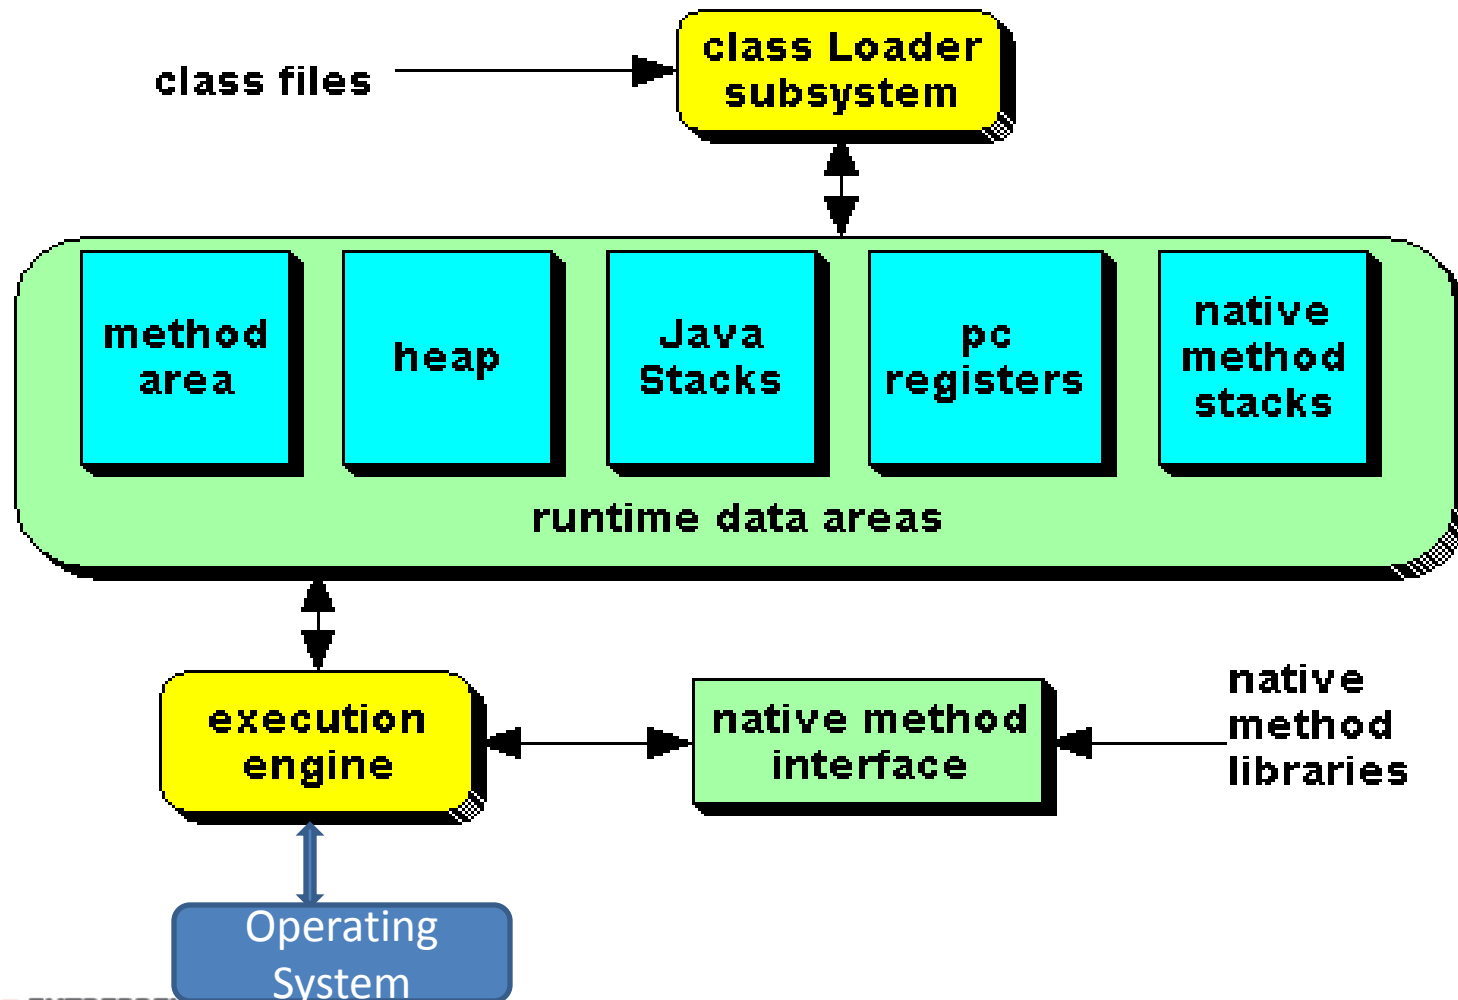 class Loader
subsystem
class files
method
area
heap
Java
Stacks
pc
registers
native
method
stacks
runtime data areas
execution
engine
native method
interface
native
method
libraries
Operating
System